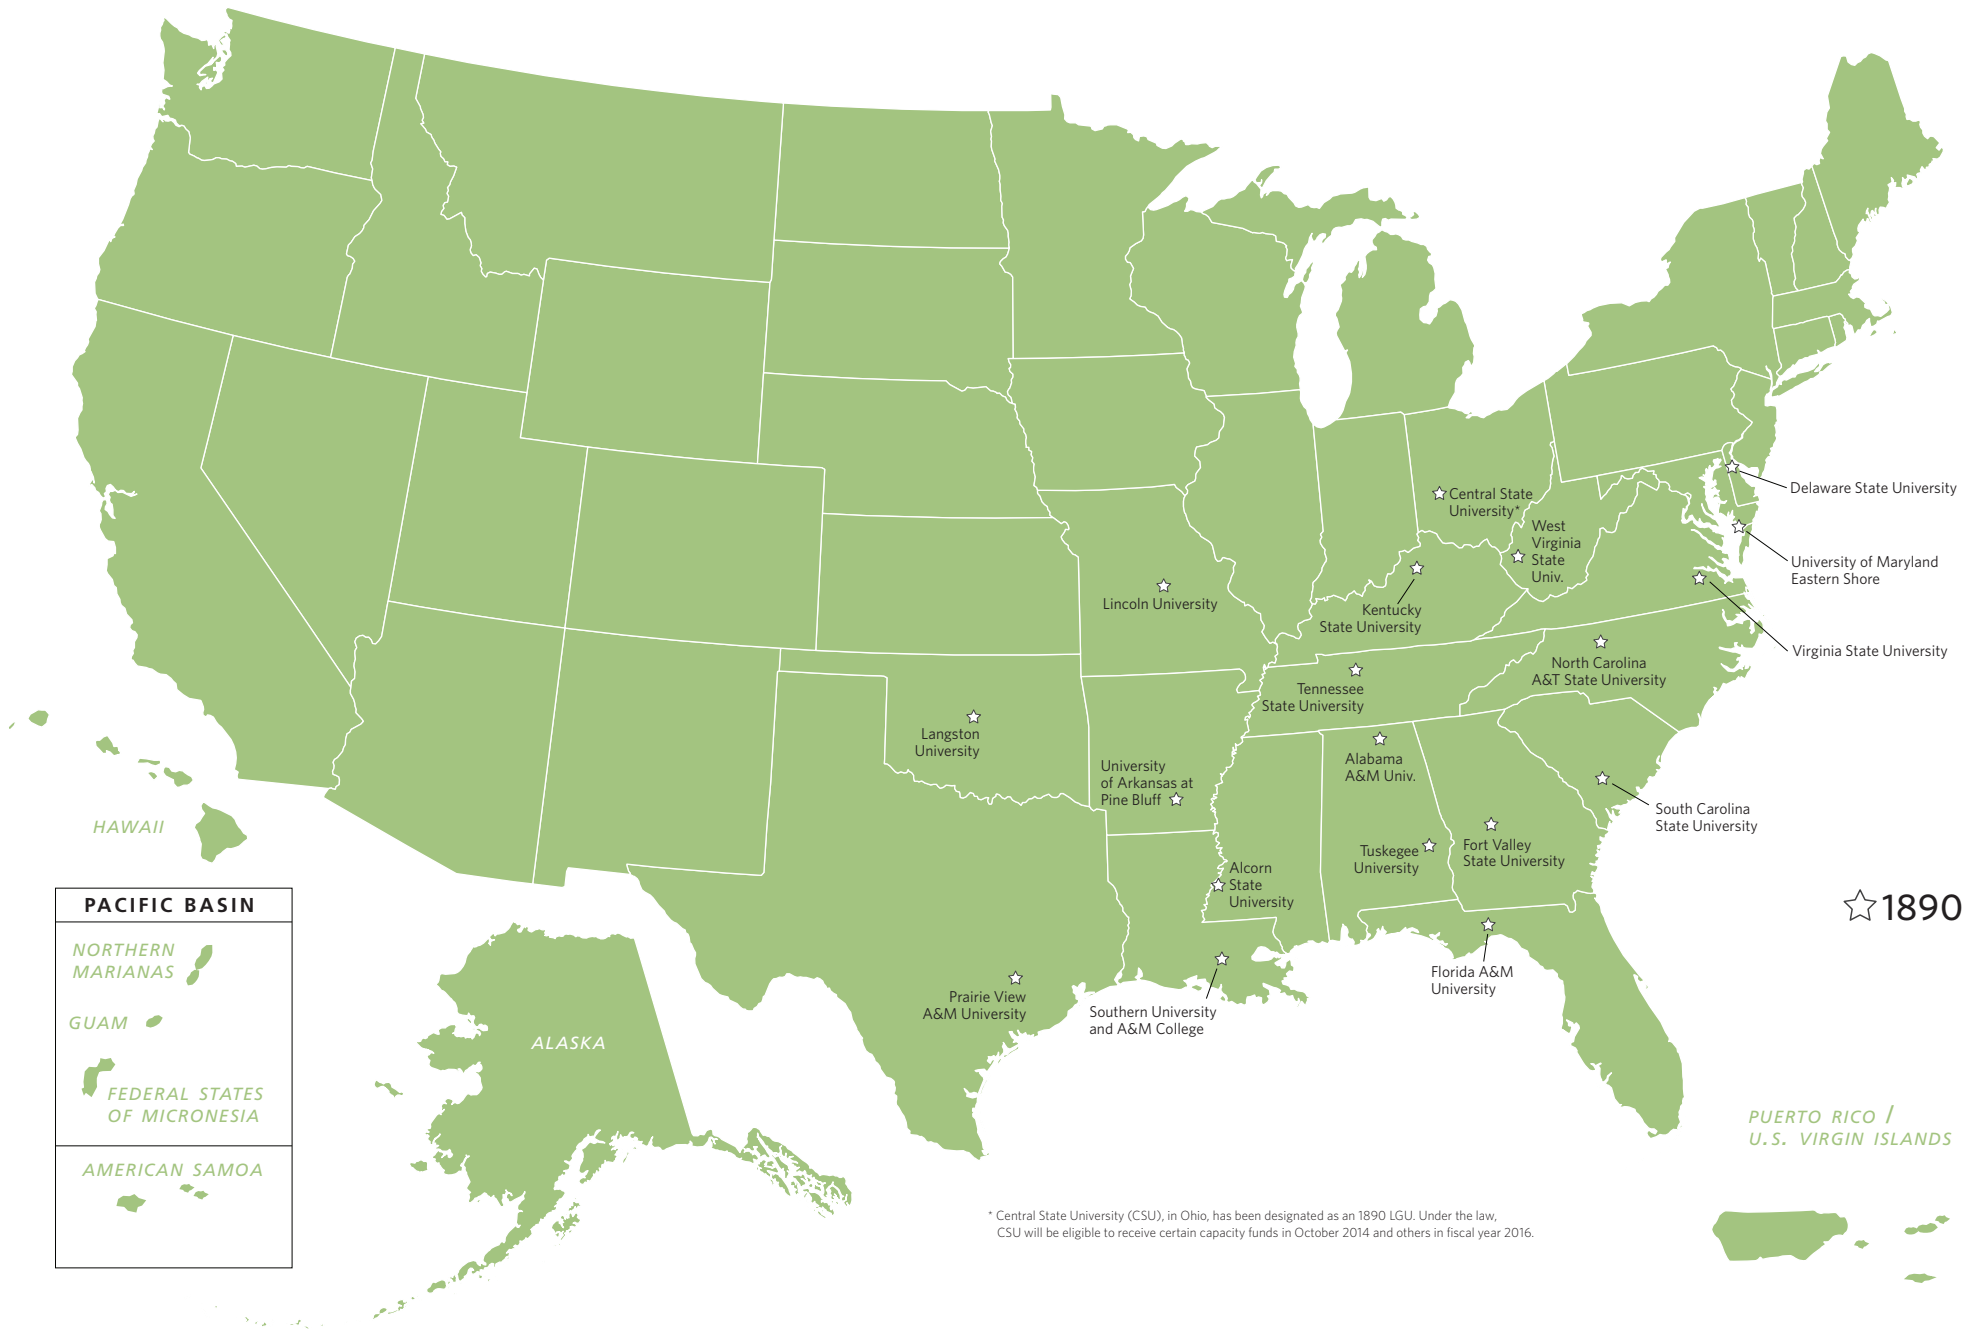 Central State
University*
West
Virginia
State
Univ.
Delaware State University
University of Maryland
Eastern Shore
Virginia State University
Lincoln University
Kentucky
State University
North Carolina
A&T State University
Tennessee
State University
Langston
University
University
of Arkansas at
Pine Bluff
Alabama
A&M Univ.
South Carolina
State University
Tuskegee
University
Fort Valley
State University
Alcorn
State
University
Florida A&M
University
Prairie View
A&M University
Southern University
and A&M College
1890
HAWAII
PACIFIC BASIN
NORTHERN
MARIANAS
GUAM
FEDERAL STATES
OF MICRONESIA
AMERICAN SAMOA
ALASKA
PUERTO RICO /
U.S. VIRGIN ISLANDS
* Central State University (CSU), in Ohio, has been designated as an 1890 LGU. Under the law,
CSU will be eligible to receive certain capacity funds in October 2014 and others in fiscal year 2016.